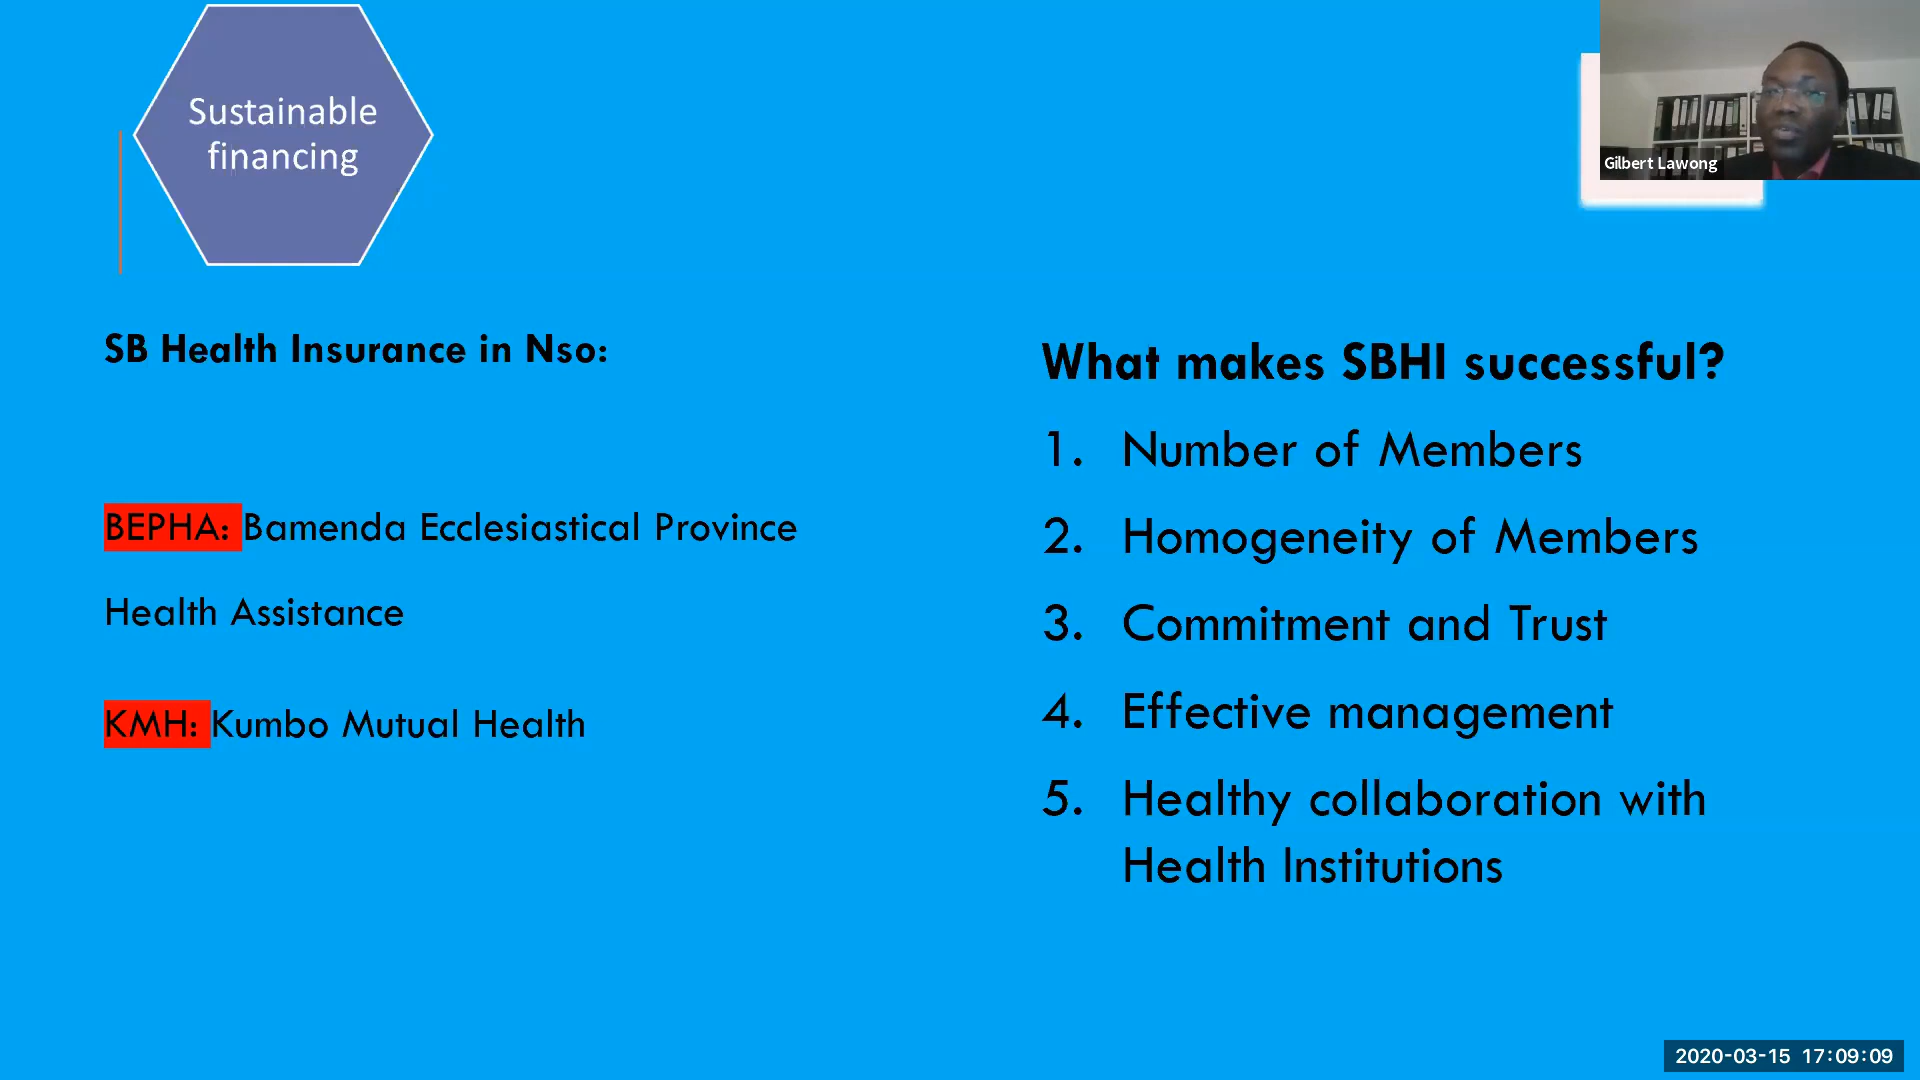 Sustainable
financing
Gilbert Lawong
SB Health Insurance in Nso:
BEPHA: Bamenda Ecclesiastical Province
Health Assistance
KMH: Kumbo Mutual Health
What makes SBHI successful?
1. Number of Members
2. Homogeneity of Members
3. Commitment and Trust
4. Effective management
5. Healthy collaboration with
Health Institutions
2020-03-15 17:09:09